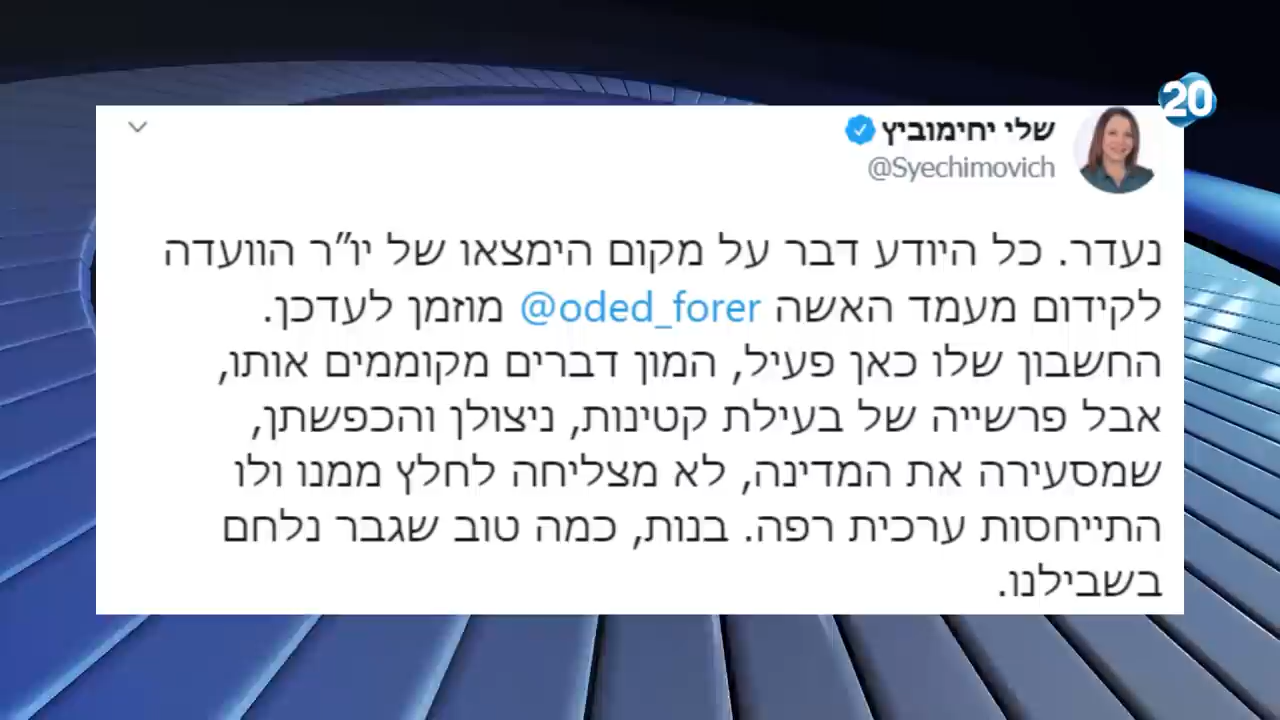 20
שלי יחימוביץ
@Syechimovich
נעדר. כל היודע דבר על מקום הימצאו של יו"ר הוועדה
לקידום מעמד האשה @oded_forer מוזמן לעדכן.
החשבון שלו כאן פעיל, המון דברים מקוממים אותו,
אבל פרשייה של בעילת קטינות, ניצולן והכפשתן,
שמסעירה את המדינה, לא מצליחה לחלץ ממנו ולו
התייחסות ערכית רפה. בנות, כמה טוב שגבר נלחם
בשבילנו.